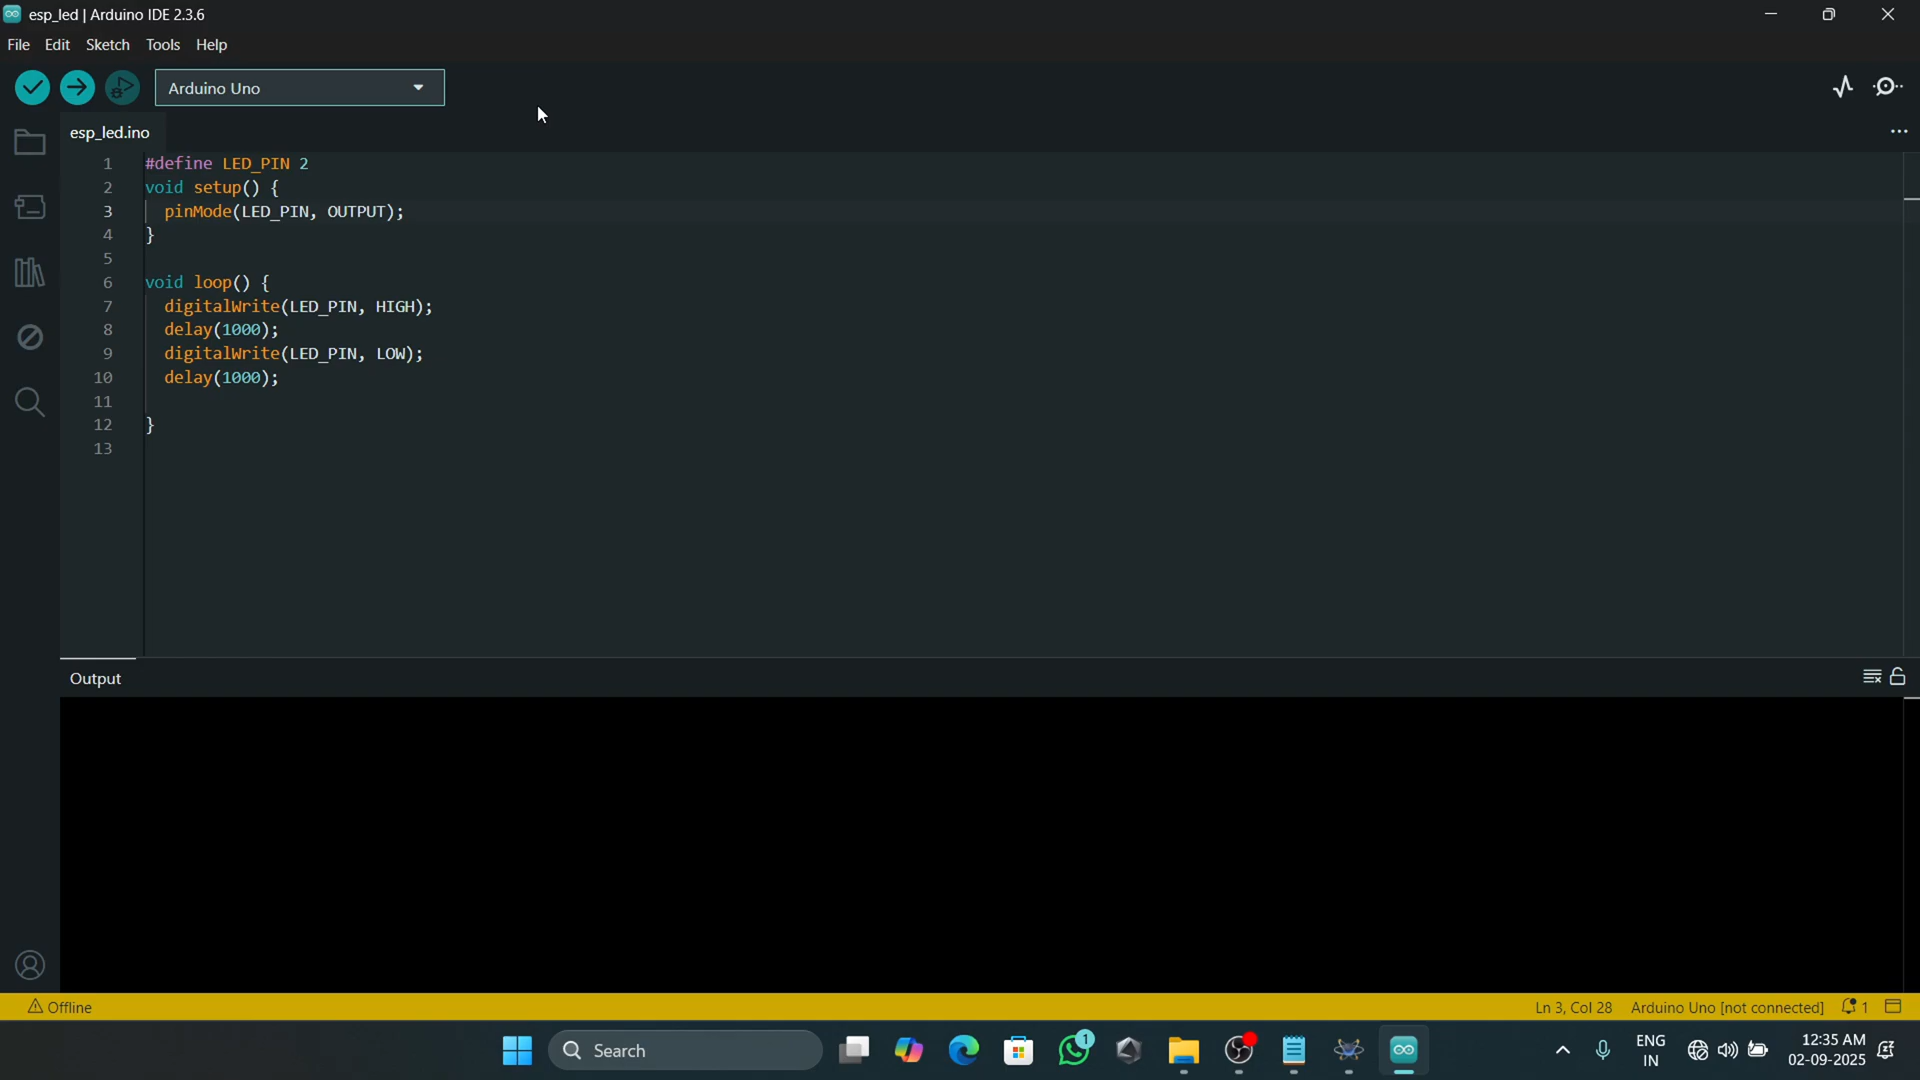 esp_led | Arduino IDE 2.3.6
File Edit Sketch Tools Help
Arduino Uno
esp_led.ino
1 #define LED_PIN 2
2 void setup() {
3 pinMode(LED_PIN, OUTPUT);
4 }
5
6 void loop() {
7 digitalWrite(LED_PIN, HIGH);
8 delay(1000);
9 digitalWrite(LED_PIN, LOW);
10 delay(1000);
11
12 }
13
Output
Offline Ln 3, Col 28 Arduino Uno [not connected] 1
Search 1 ENG 12:35 AM
IN 02-09-2025